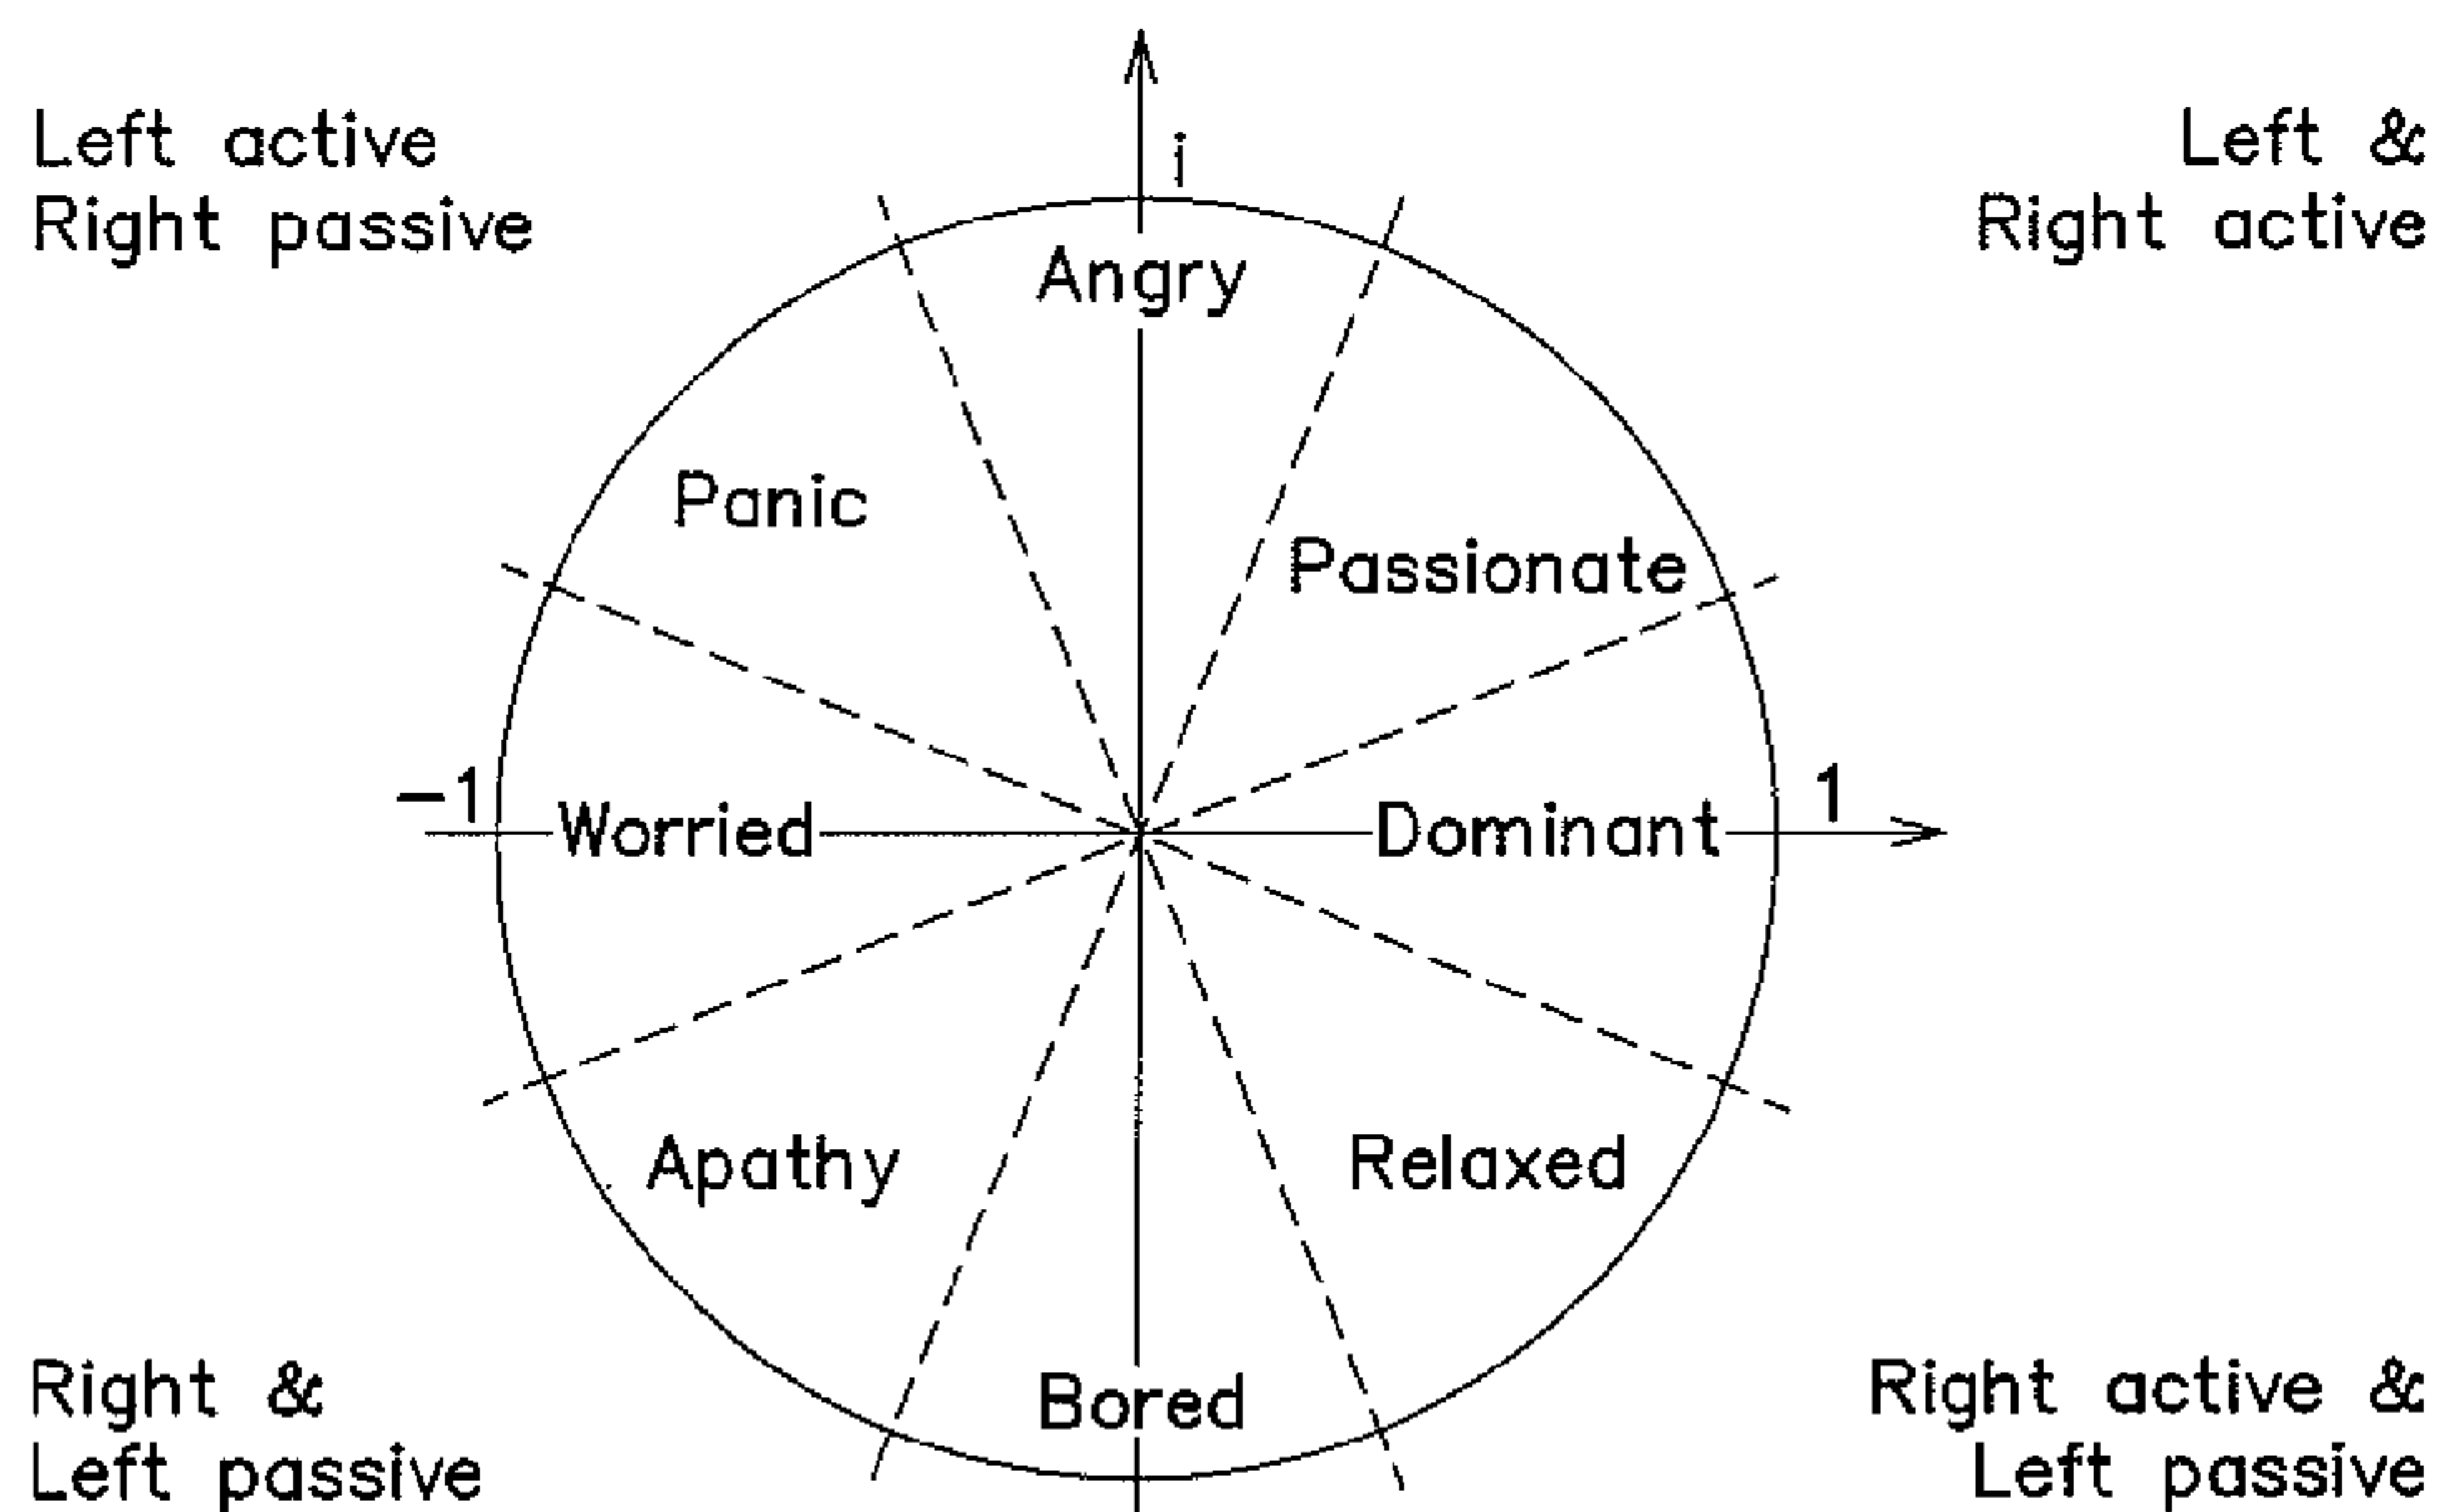 Left active
Right passive
Left &
Right active
i
Angry
Panic
Passionate
-1
Worried
Dominant
1
Apathy
Relaxed
Bored
Right &
Left passive
Right active &
Left passive